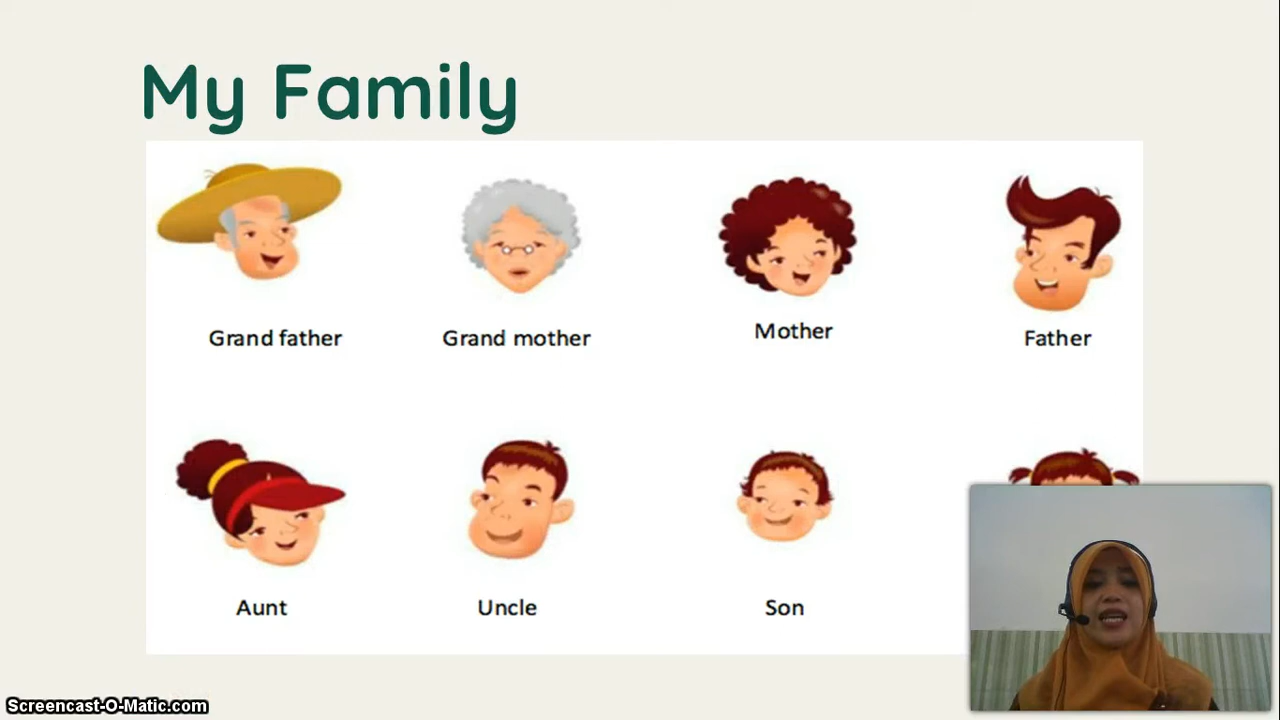 My Family
Grand father Grand mother Mother Father
Aunt Uncle Son
Screencast-O-Matic.com